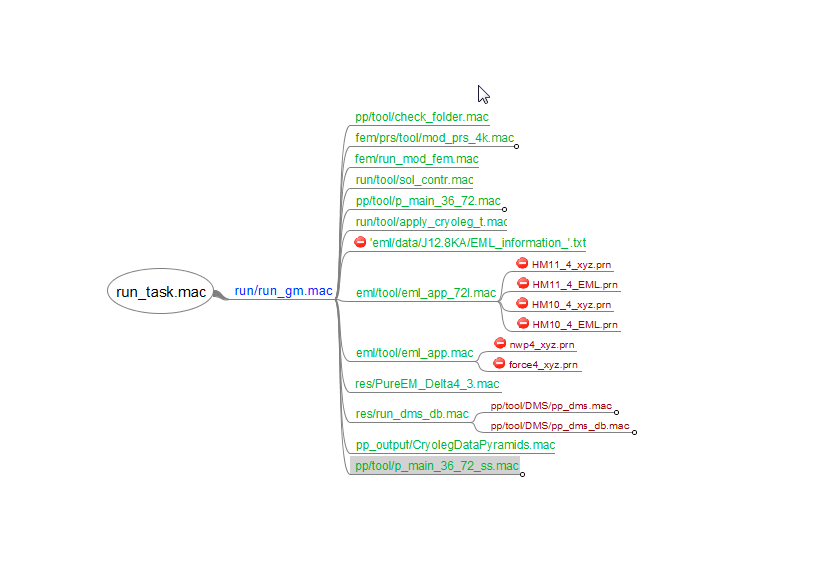 run_task.mac
run/run_gm.mac
pp/tool/check_folder.mac
fem/prs/tool/mod_prs_4k.mac
fem/run_mod_fem.mac
run/tool/sol_contr.mac
pp/tool/p_main_36_72.mac
run/tool/apply_cryoleg_t.mac
'eml/data/J12.8KA/EML_information_'.txt
eml/tool/eml_app_72l.mac
HM11_4_xyz.prn
HM11_4_EML.prn
HM10_4_xyz.prn
HM10_4_EML.prn
eml/tool/eml_app.mac
nwp4_xyz.prn
force4_xyz.prn
res/PureEM_Delta4_3.mac
res/run_dms_db.mac
pp/tool/DMS/pp_dms.mac
pp/tool/DMS/pp_dms_db.mac
pp_output/CryolegDataPyramids.mac
pp/tool/p_main_36_72_ss.mac